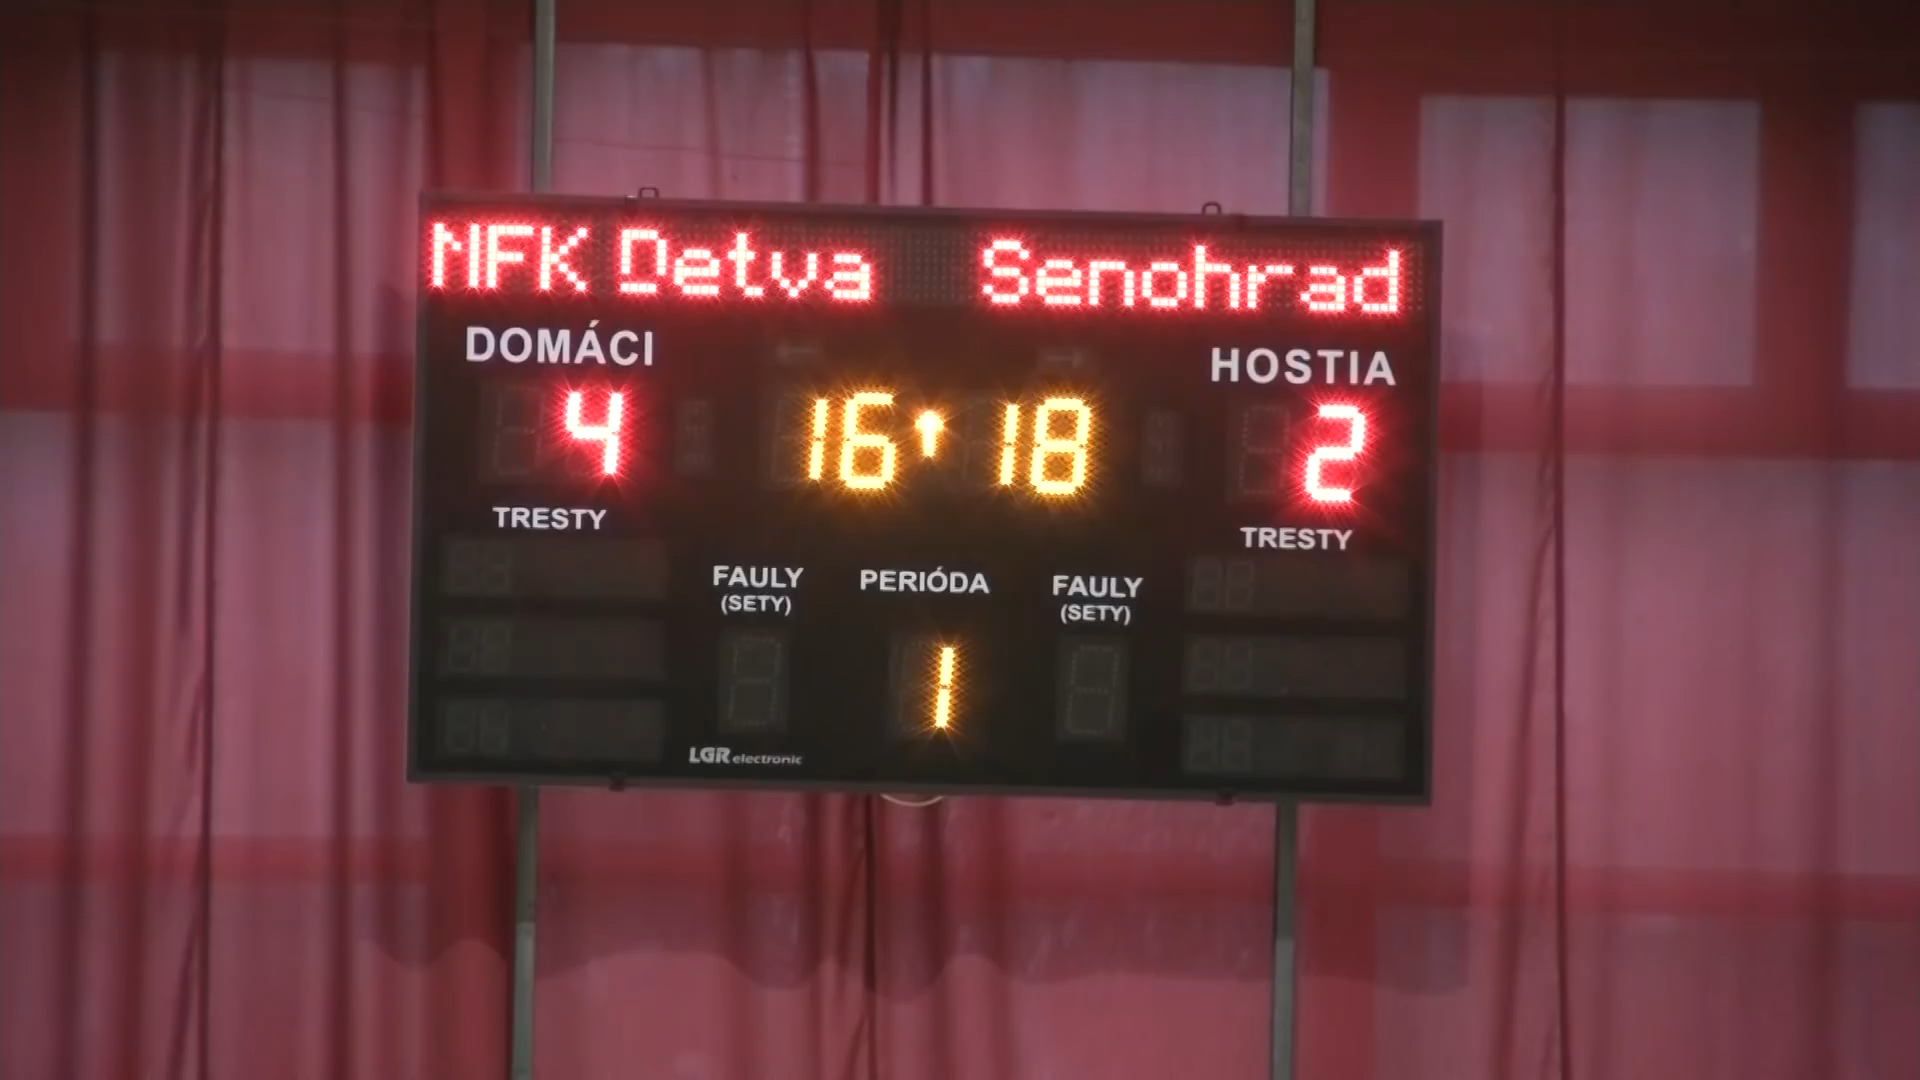 NFK Detva Senohrad
DOMÁCI HOSTIA
4 16 18 2
TRESTY TRESTY
FAULY PERIÓDA FAULY
(SETY) (SETY)
1
LGR electronic